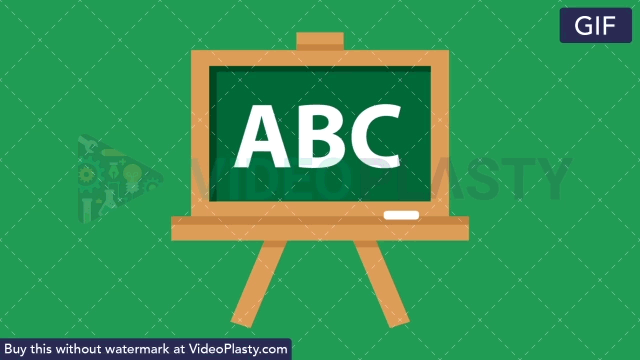 GIF
ABC
VIDEOPLASTY
Buy this without watermark at VideoPlasty.com